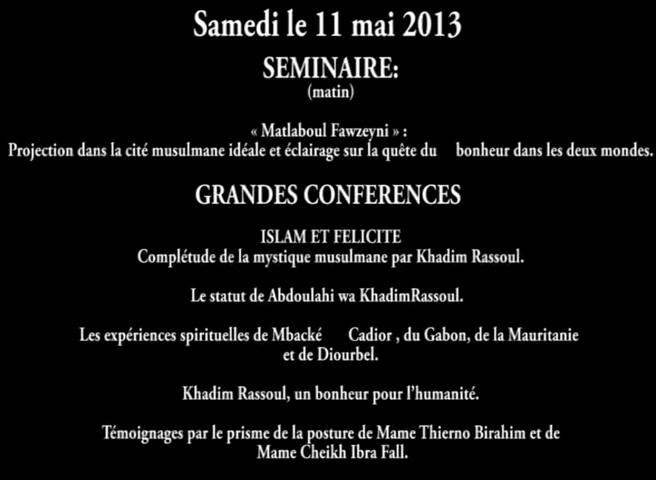 Samedi le 11 mai 2013
SEMINAIRE:
(matin)
« Matlaboul Fawzeyni » :
Projection dans la cité musulmane idéale et éclairage sur la quête du bonheur dans les deux mondes.
GRANDES CONFERENCES
ISLAM ET FELICITE
Complétude de la mystique musulmane par Khadim Rassoul.
Le statut de Abdoulahi wa KhadimRassoul.
Les expériences spirituelles de Mbacké Cadior , du Gabon, de la Mauritanie
et de Diourbel.
Khadim Rassoul, un bonheur pour l’humanité.
Témoignages par le prisme de la posture de Mame Thierno Birahim et de
Mame Cheikh Ibra Fall.